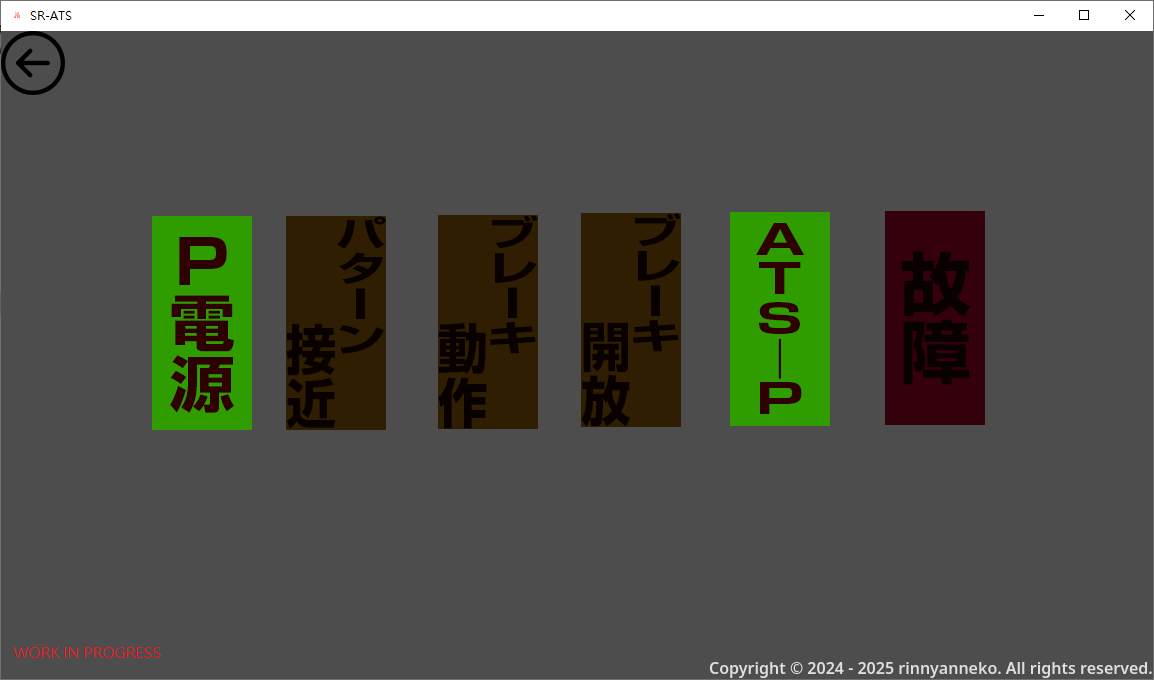 SR-ATS
P電源
パターン
接近
ブレーキ
動作
ブレーキ
開放
ATS-P
故障
WORK IN PROGRESS
Copyright © 2024 - 2025 rinnyanneko. All rights reserved.